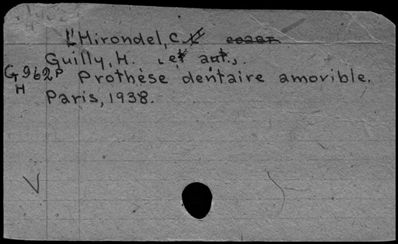 L'Hirondel, C.
Guilly, H. et aut.
G962P Prothèse dentaire amovible.
H
Paris, 1938.